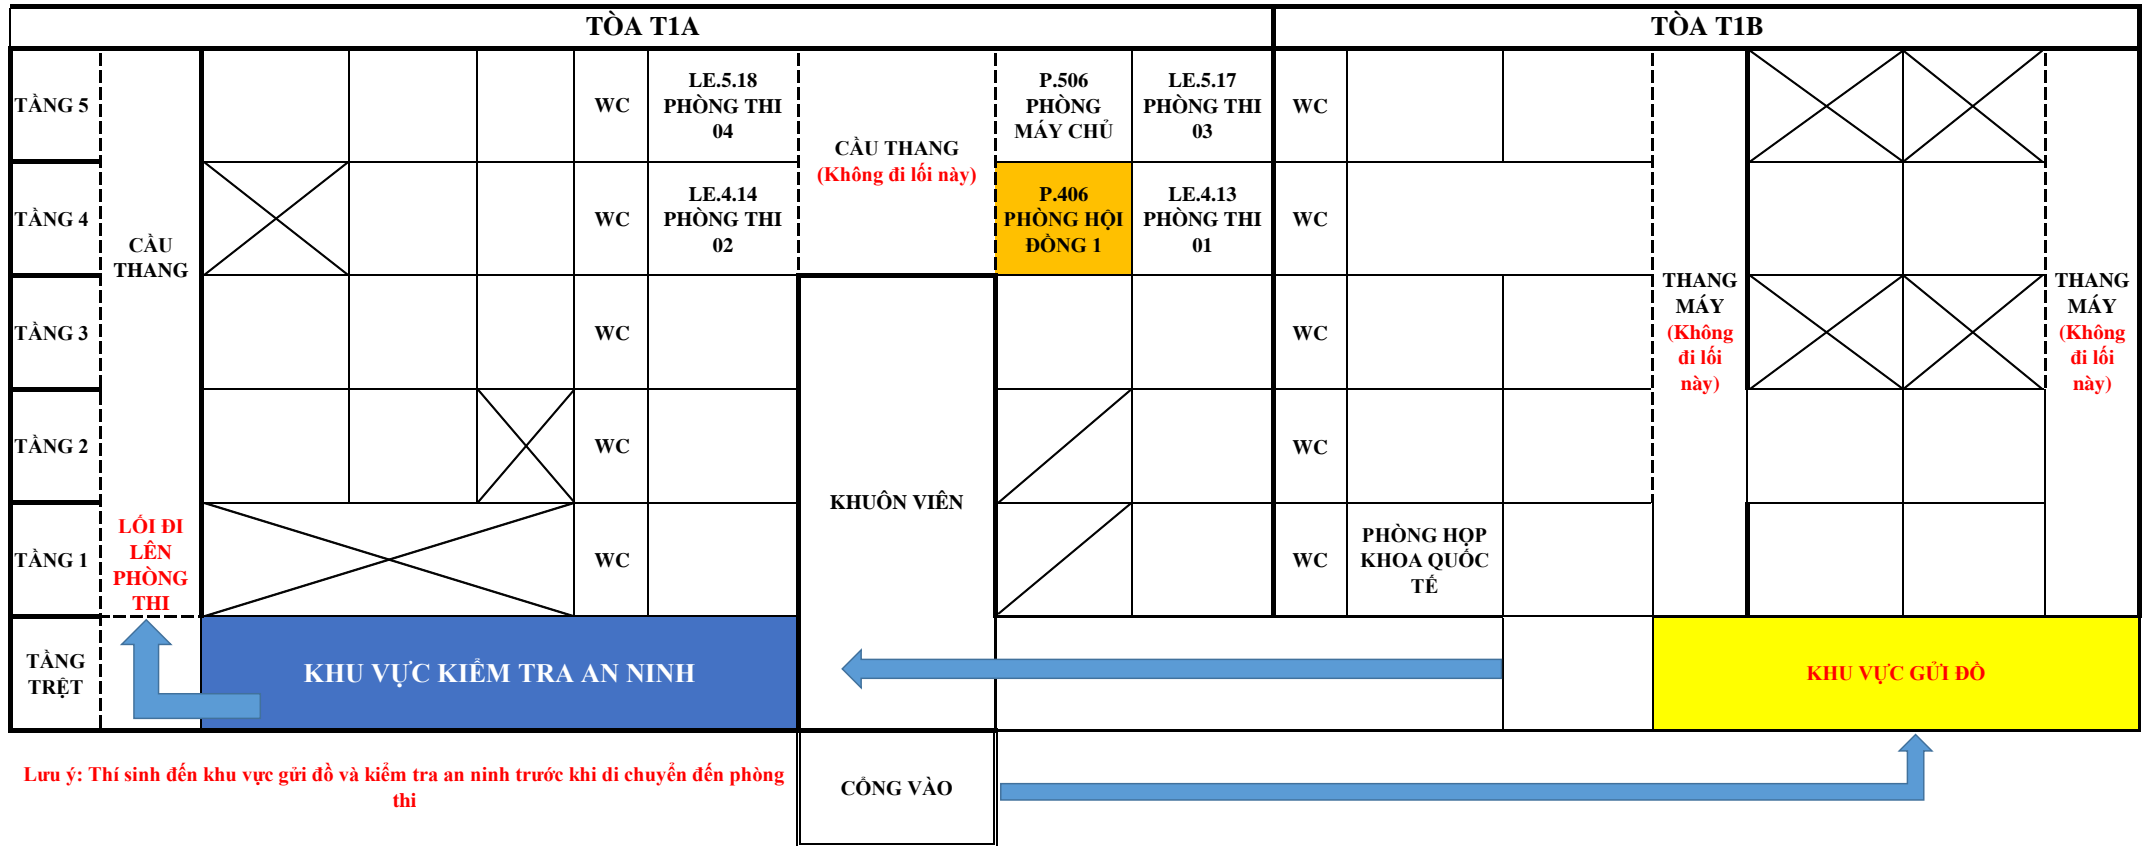 TÒA T1A
TÒA T1B
TẦNG 5
WC
LE.5.18
PHÒNG THI
04
P.506
PHÒNG
MÁY CHỦ
LE.5.17
PHÒNG THI
03
WC
CẦU THANG
(Không đi lối này)
TẦNG 4
WC
LE.4.14
PHÒNG THI
02
P.406
PHÒNG HỘI
ĐỒNG 1
LE.4.13
PHÒNG THI
01
WC
CẦU
THANG
THANG
MÁY
(Không
đi lối
này)
THANG
MÁY
(Không
đi lối
này)
TẦNG 3
WC
WC
TẦNG 2
WC
WC
KHUÔN VIÊN
LỐI ĐI
LÊN
PHÒNG
THI
TẦNG 1
WC
WC
PHÒNG HỌP
KHOA QUỐC
TẾ
TẦNG
TRỆT
KHU VỰC KIỂM TRA AN NINH
KHU VỰC GỬI ĐỒ
Lưu ý: Thí sinh đến khu vực gửi đồ và kiểm tra an ninh trước khi di chuyển đến phòng
thi
CỔNG VÀO